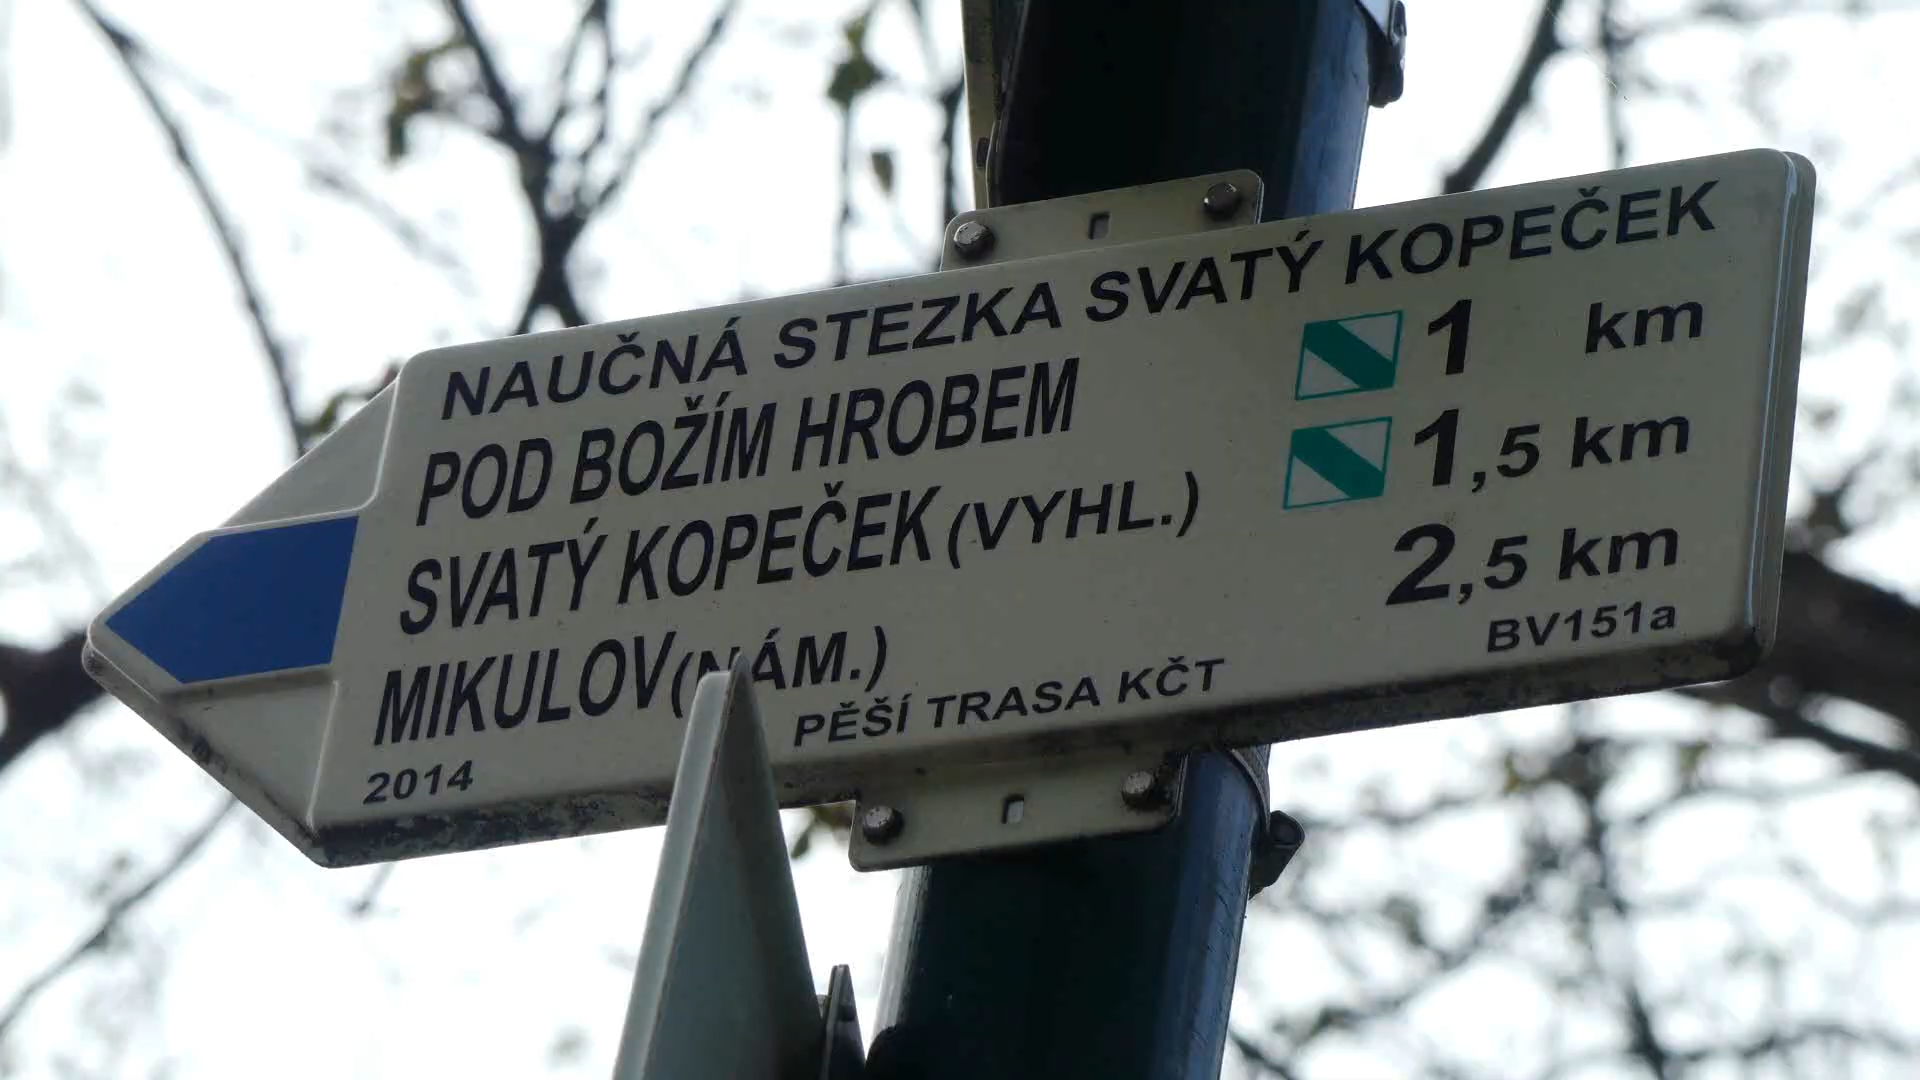 NAUČNÁ STEZKA SVATÝ KOPEČEK
POD BOŽÍM HROBEM 1 km
SVATÝ KOPEČEK (VYHL.) 1,5 km
MIKULOV (NÁM.) 2,5 km
2014 PĚŠÍ TRASA KČT BV151a